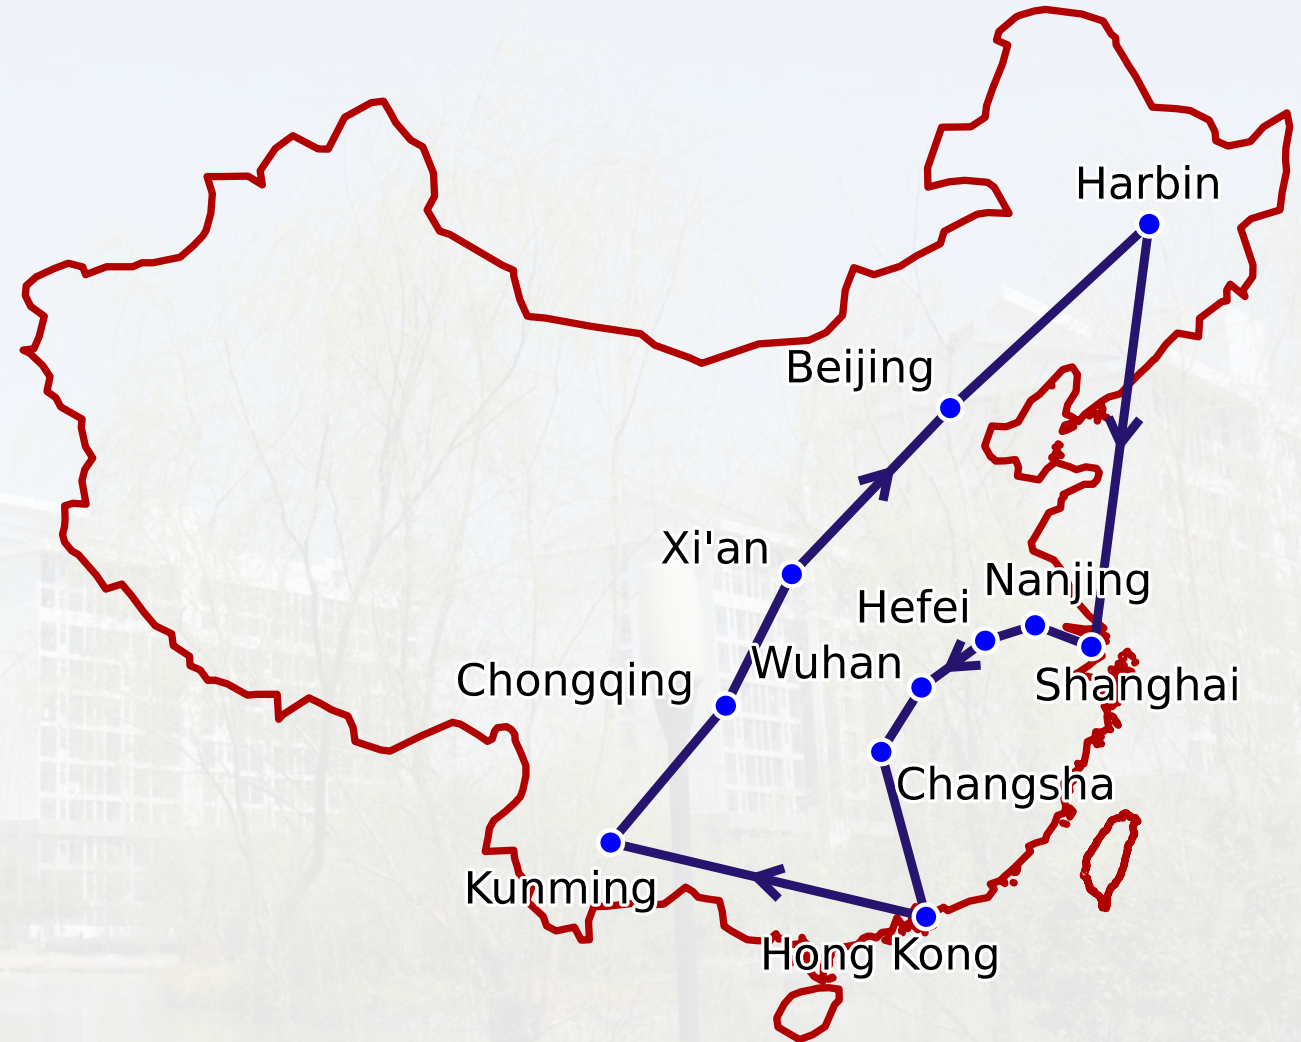 Harbin
Beijing
Xi'an
Nanjing
Hefei
Wuhan
Chongqing
Shanghai
Changsha
Kunming
Hong Kong